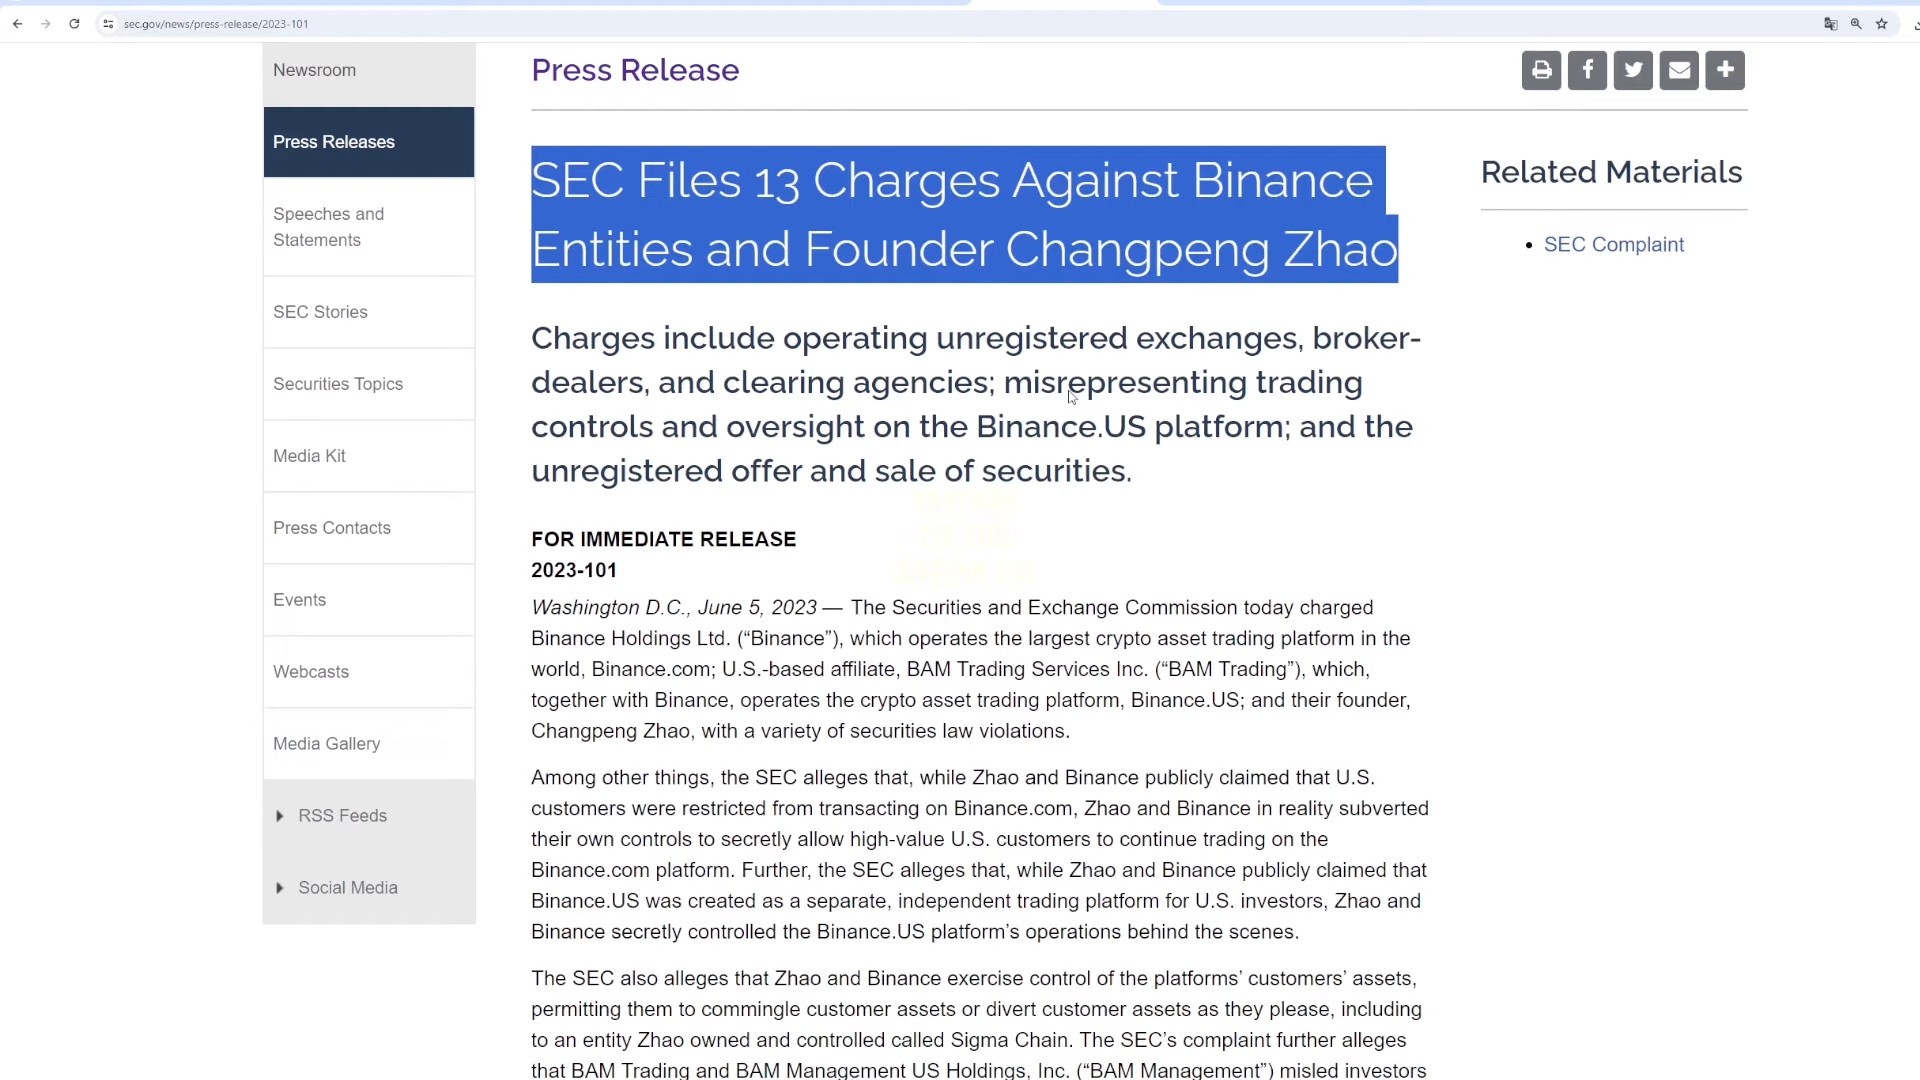 sec.gov/news/press-release/2023-101
Newsroom
Press Releases
Speeches and
Statements
SEC Stories
Securities Topics
Media Kit
Press Contacts
Events
Webcasts
Media Gallery
RSS Feeds
Social Media
Press Release
SEC Files 13 Charges Against Binance
Entities and Founder Changpeng Zhao
Charges include operating unregistered exchanges, broker-
dealers, and clearing agencies; misrepresenting trading
controls and oversight on the Binance.US platform; and the
unregistered offer and sale of securities.
FOR IMMEDIATE RELEASE
2023-101
Washington D.C., June 5, 2023 — The Securities and Exchange Commission today charged
Binance Holdings Ltd. (“Binance”), which operates the largest crypto asset trading platform in the
world, Binance.com; U.S.-based affiliate, BAM Trading Services Inc. (“BAM Trading”), which,
together with Binance, operates the crypto asset trading platform, Binance.US; and their founder,
Changpeng Zhao, with a variety of securities law violations.
Among other things, the SEC alleges that, while Zhao and Binance publicly claimed that U.S.
customers were restricted from transacting on Binance.com, Zhao and Binance in reality subverted
their own controls to secretly allow high-value U.S. customers to continue trading on the
Binance.com platform. Further, the SEC alleges that, while Zhao and Binance publicly claimed that
Binance.US was created as a separate, independent trading platform for U.S. investors, Zhao and
Binance secretly controlled the Binance.US platform’s operations behind the scenes.
The SEC also alleges that Zhao and Binance exercise control of the platforms’ customers’ assets,
permitting them to commingle customer assets or divert customer assets as they please, including
to an entity Zhao owned and controlled called Sigma Chain. The SEC’s complaint further alleges
that BAM Trading and BAM Management US Holdings, Inc. (“BAM Management”) misled investors
Related Materials
SEC Complaint